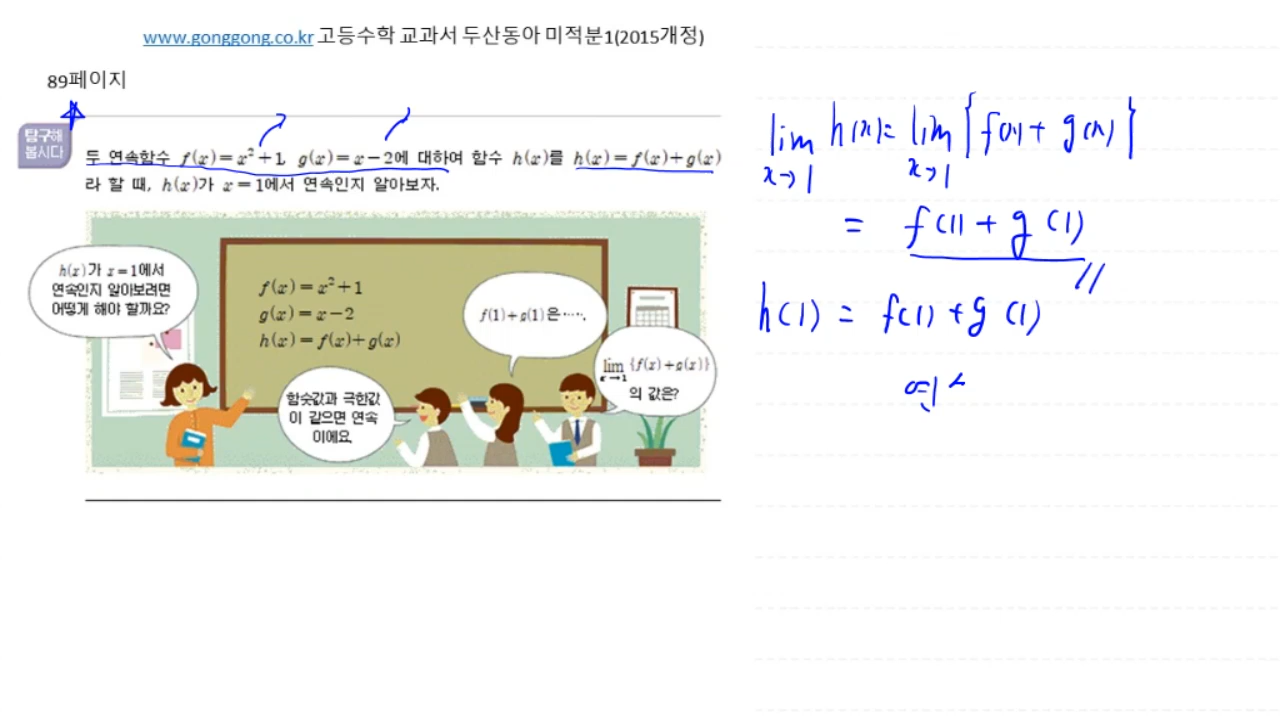 www.gonggong.co.kr 고등수학 교과서 두산동아 미적분1(2015개정)
89페이지
탐구해
봅시다
두 연속함수 f(x)=x²+1, g(x)=x−2에 대하여 함수 h(x)를 h(x)=f(x)+g(x)
라 할 때, h(x)가 x=1에서 연속인지 알아보자.
h(x)가 x=1에서
연속인지 알아보려면
어떻게 해야 할까요?
f(x)=x²+1
g(x)=x−2
h(x)=f(x)+g(x)
f(1)+g(1)은…….
함숫값과 극한값
이 같으면 연속
이에요.
lim {f(x)+g(x)}
x→1
의 값은?
lim h(x)= lim {f(x)+ g(x)}
x→1 x→1
= f(1)+ g(1)
h(1) = f(1)+g(1)
연속